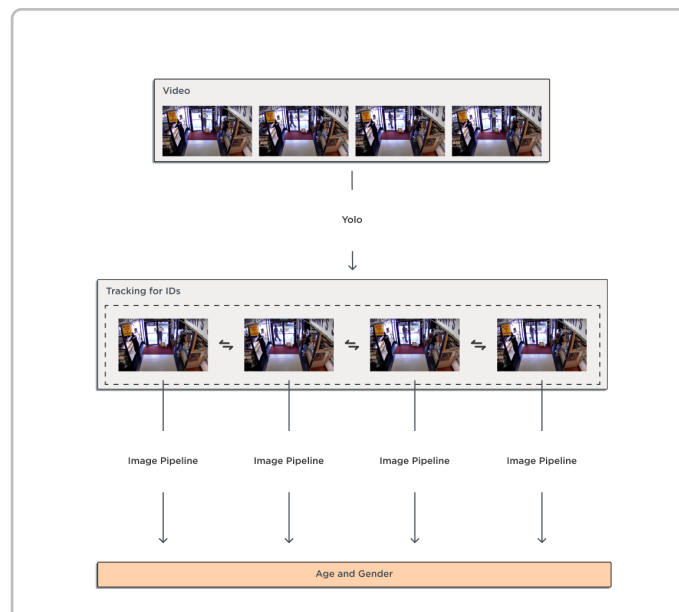 Video
Yolo
Tracking for IDs
Image Pipeline Image Pipeline Image Pipeline Image Pipeline
Age and Gender